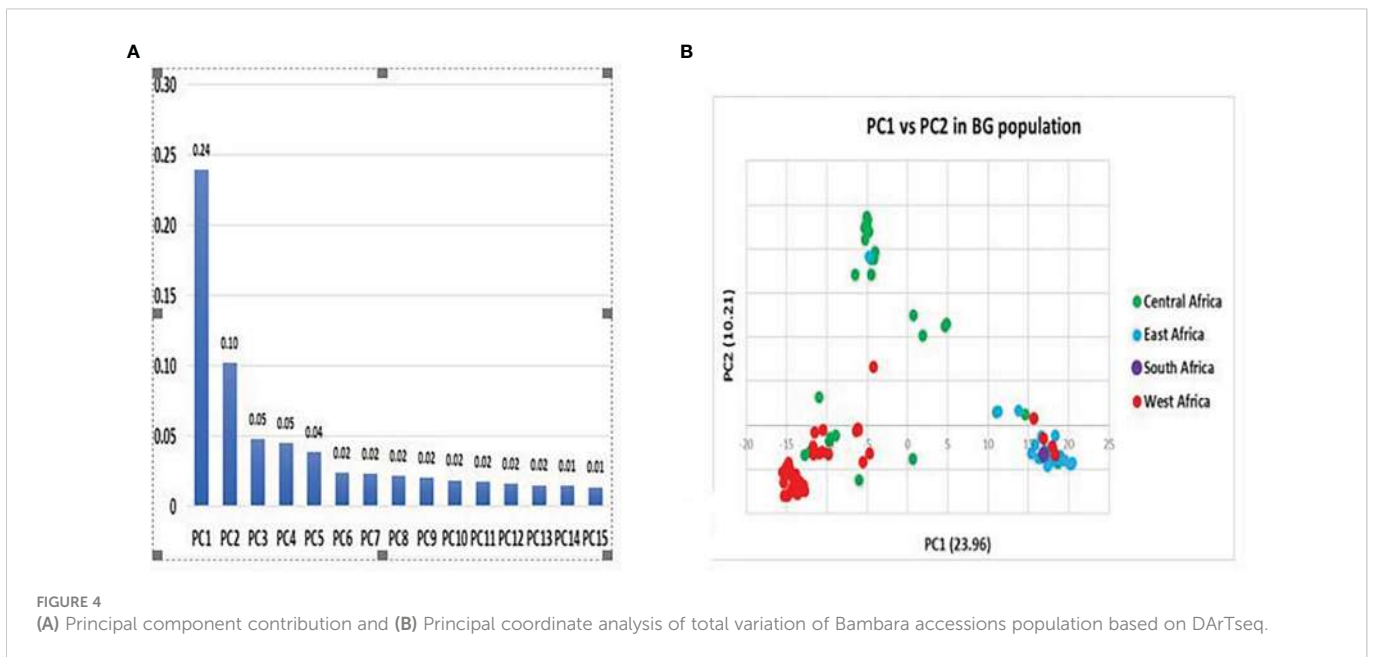 A
0.30
0.25
0.20
0.15
0.10
0.05
0
0.24
0.10
0.05
0.05
0.04
0.02
0.02
0.02
0.02
0.02
0.02
0.02
0.02
0.01
0.01
PC1 PC2 PC3 PC4 PC5 PC6 PC7 PC8 PC9 PC10 PC11 PC12 PC13 PC14 PC15
B
PC1 vs PC2 in BG population
PC2 (10.21)
-20 -15 5 0 5 10 15 20 25
PC1 (23.96)
Central Africa
East Africa
South Africa
West Africa
FIGURE 4
(A) Principal component contribution and (B) Principal coordinate analysis of total variation of Bambara accessions population based on DArTseq.